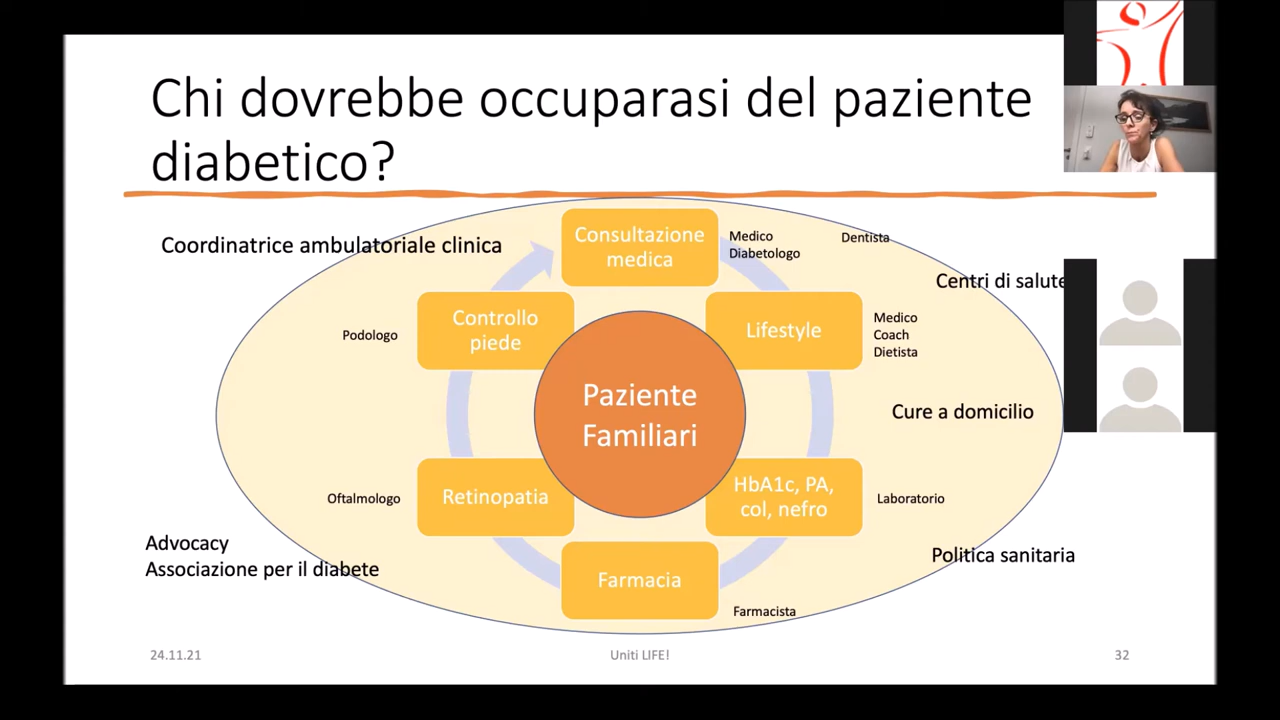 Chi dovrebbe occuparasi del paziente
diabetico?
Coordinatrice ambulatoriale clinica
Consultazione
medica
Medico
Diabetologo
Dentista
Centri di salute
Controllo
piede
Podologo
Lifestyle
Medico
Coach
Dietista
Paziente
Familiari
Cure a domicilio
Retinopatia
Oftalmologo
HbA1c, PA,
col, nefro
Laboratorio
Advocacy
Associazione per il diabete
Politica sanitaria
Farmacia
Farmacista
24.11.21
Uniti LIFE!
32